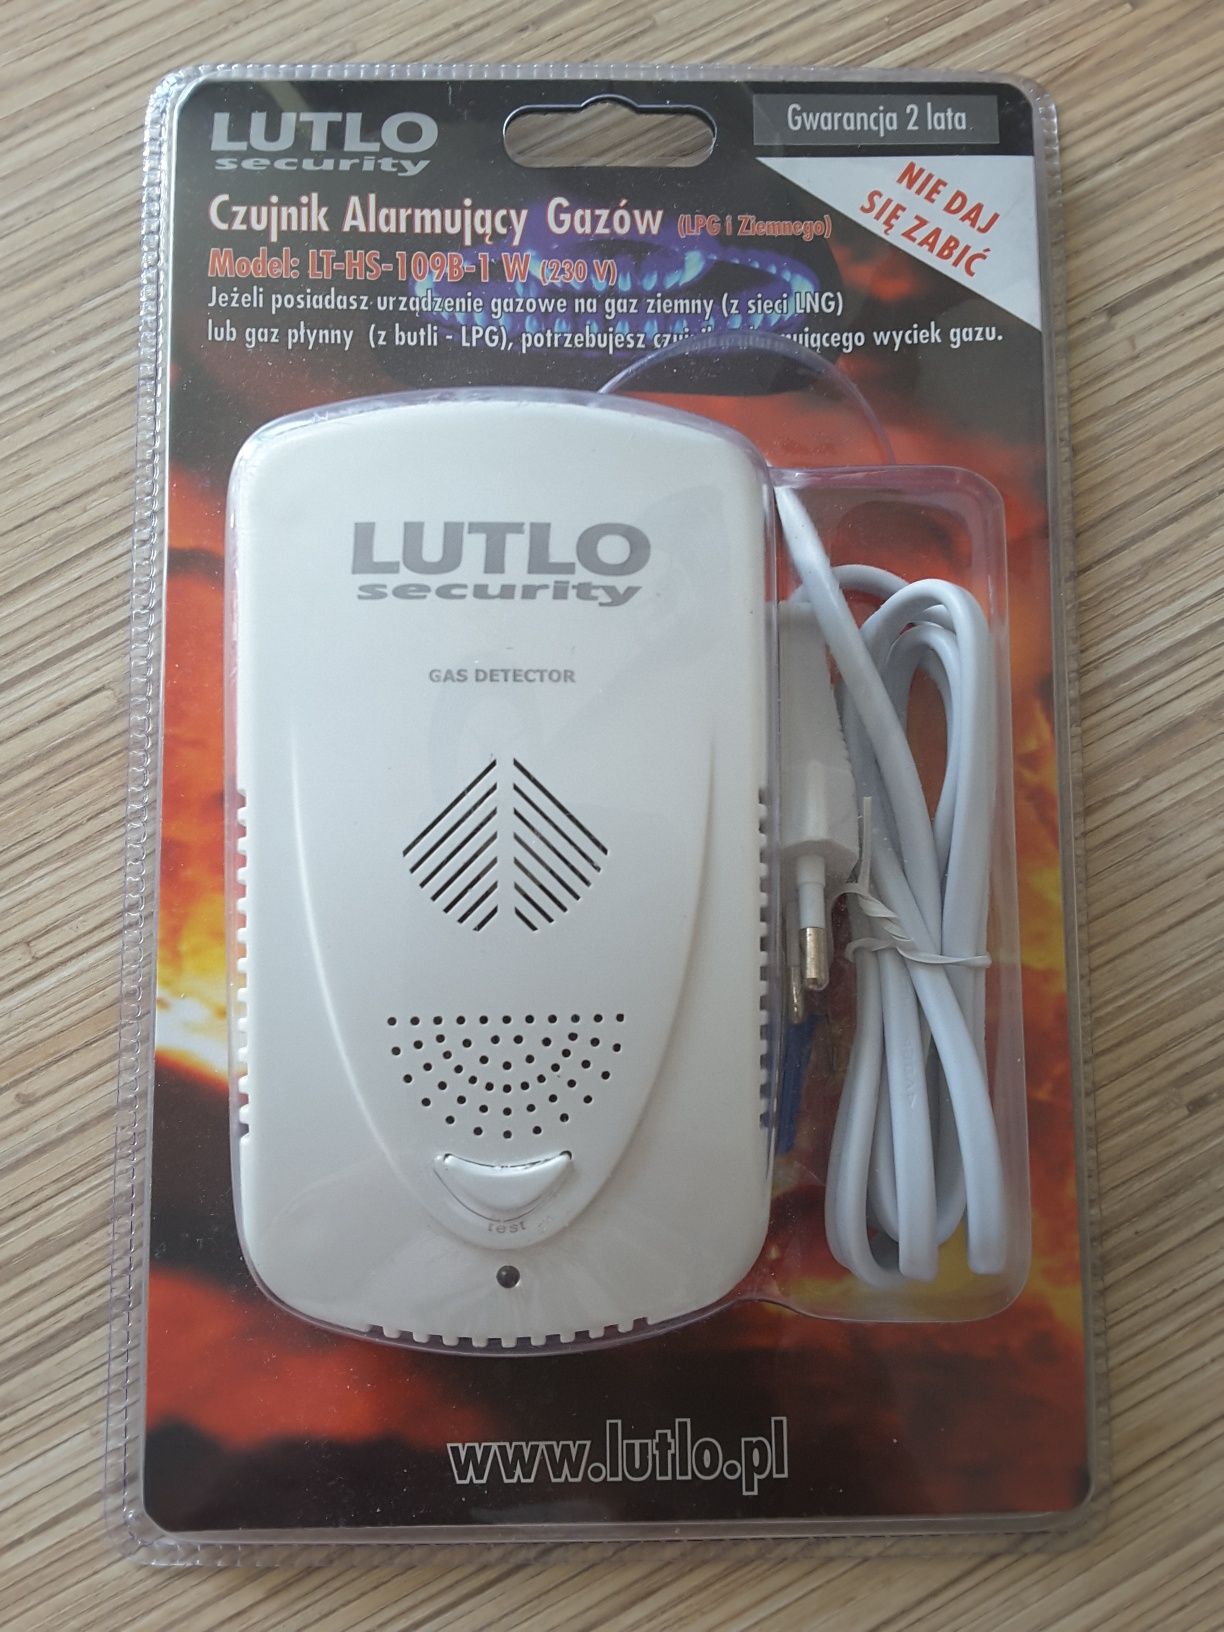 LUTLO
security
Gwarancja 2 lata
NIE DAJ
SIĘ ZABIĆ
Czujnik Alarmujący Gazów (LPG i Ziemnego)
Model: LT-HS-109B-1 W (230 V)
Jeżeli posiadasz urządzenie gazowe na gaz ziemny (z sieci LNG)
lub gaz płynny (z butli - LPG), potrzebujesz wyciek gazu.
LUTLO
security
GAS DETECTOR
test
www.lutlo.pl